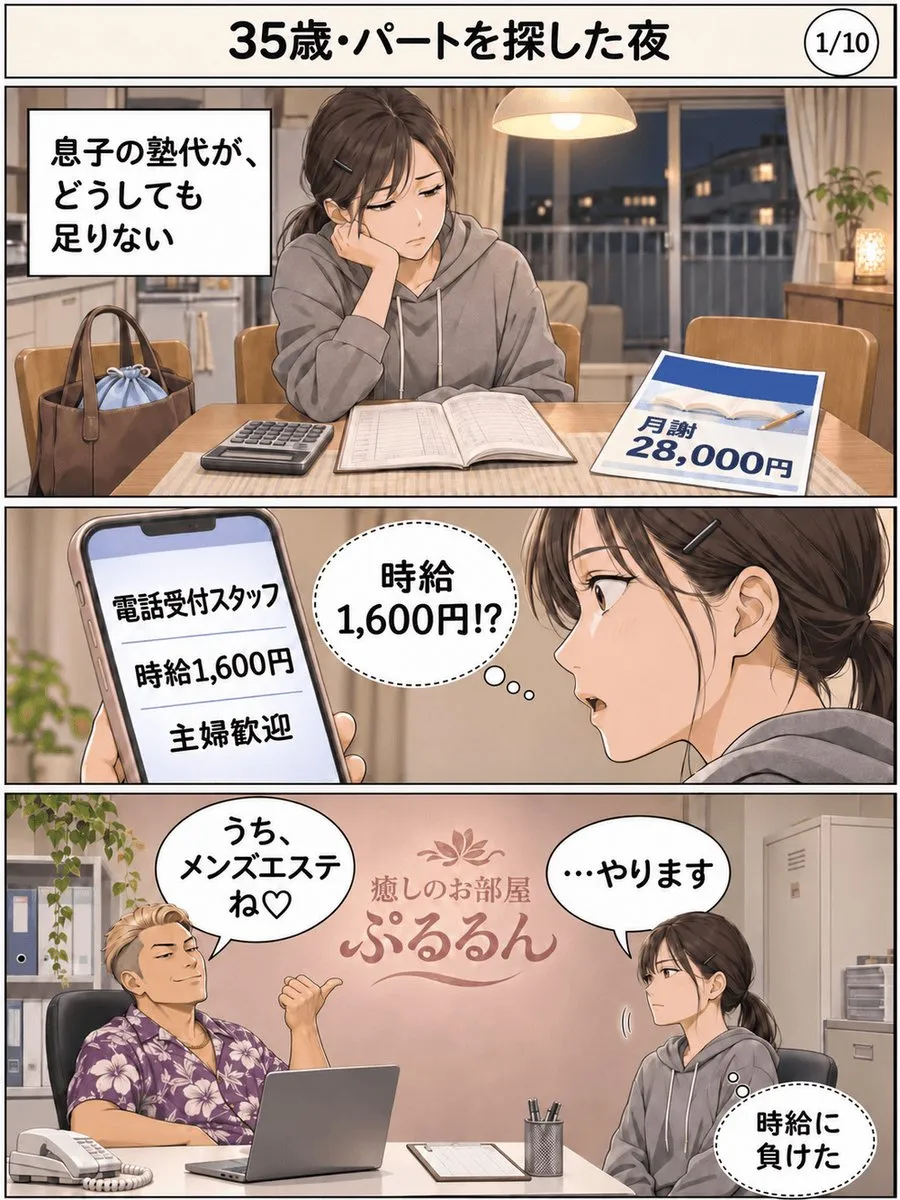 35歳・パートを探した夜
1/10
息子の塾代が、
どうしても
足りない
月謝
28,000円
電話受付スタッフ
時給1,600円
主婦歓迎
時給
1,600円!?
うち、
メンズエステ
ね♡
癒しのお部屋
ぷるるん
…やります
時給に
負けた